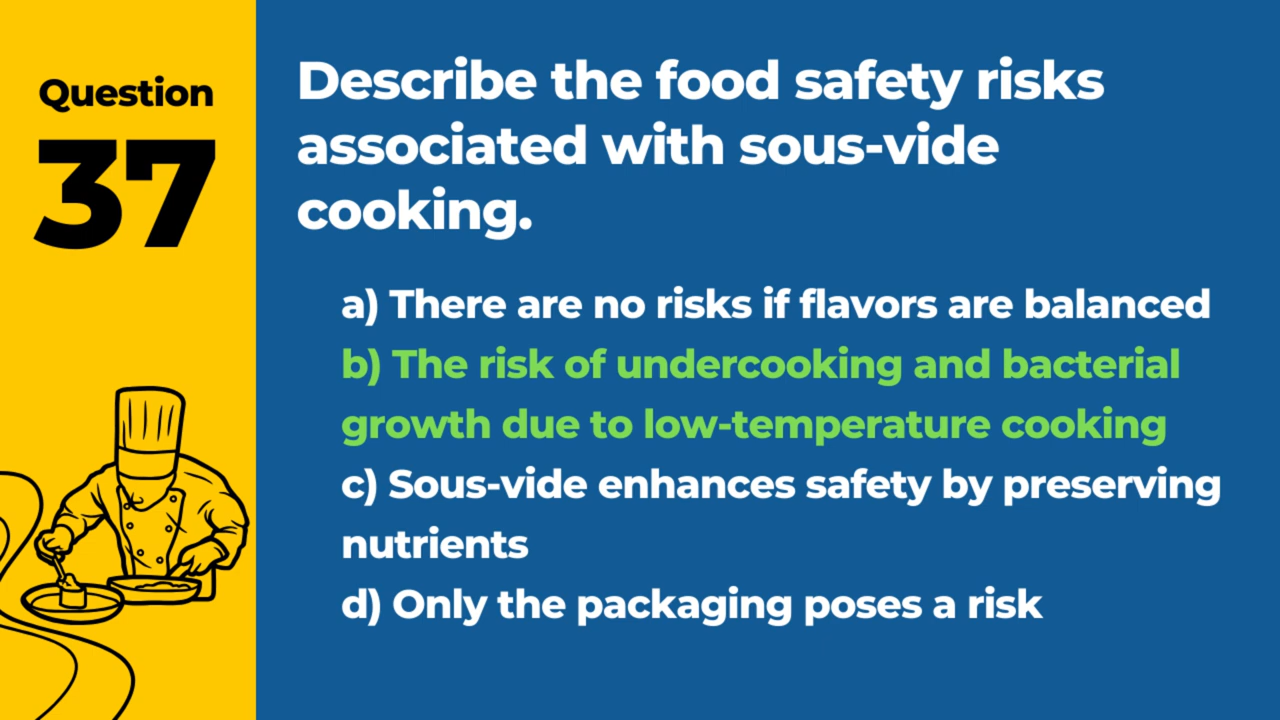 Question
37
Describe the food safety risks
associated with sous-vide
cooking.
a) There are no risks if flavors are balanced
b) The risk of undercooking and bacterial
growth due to low-temperature cooking
c) Sous-vide enhances safety by preserving
nutrients
d) Only the packaging poses a risk